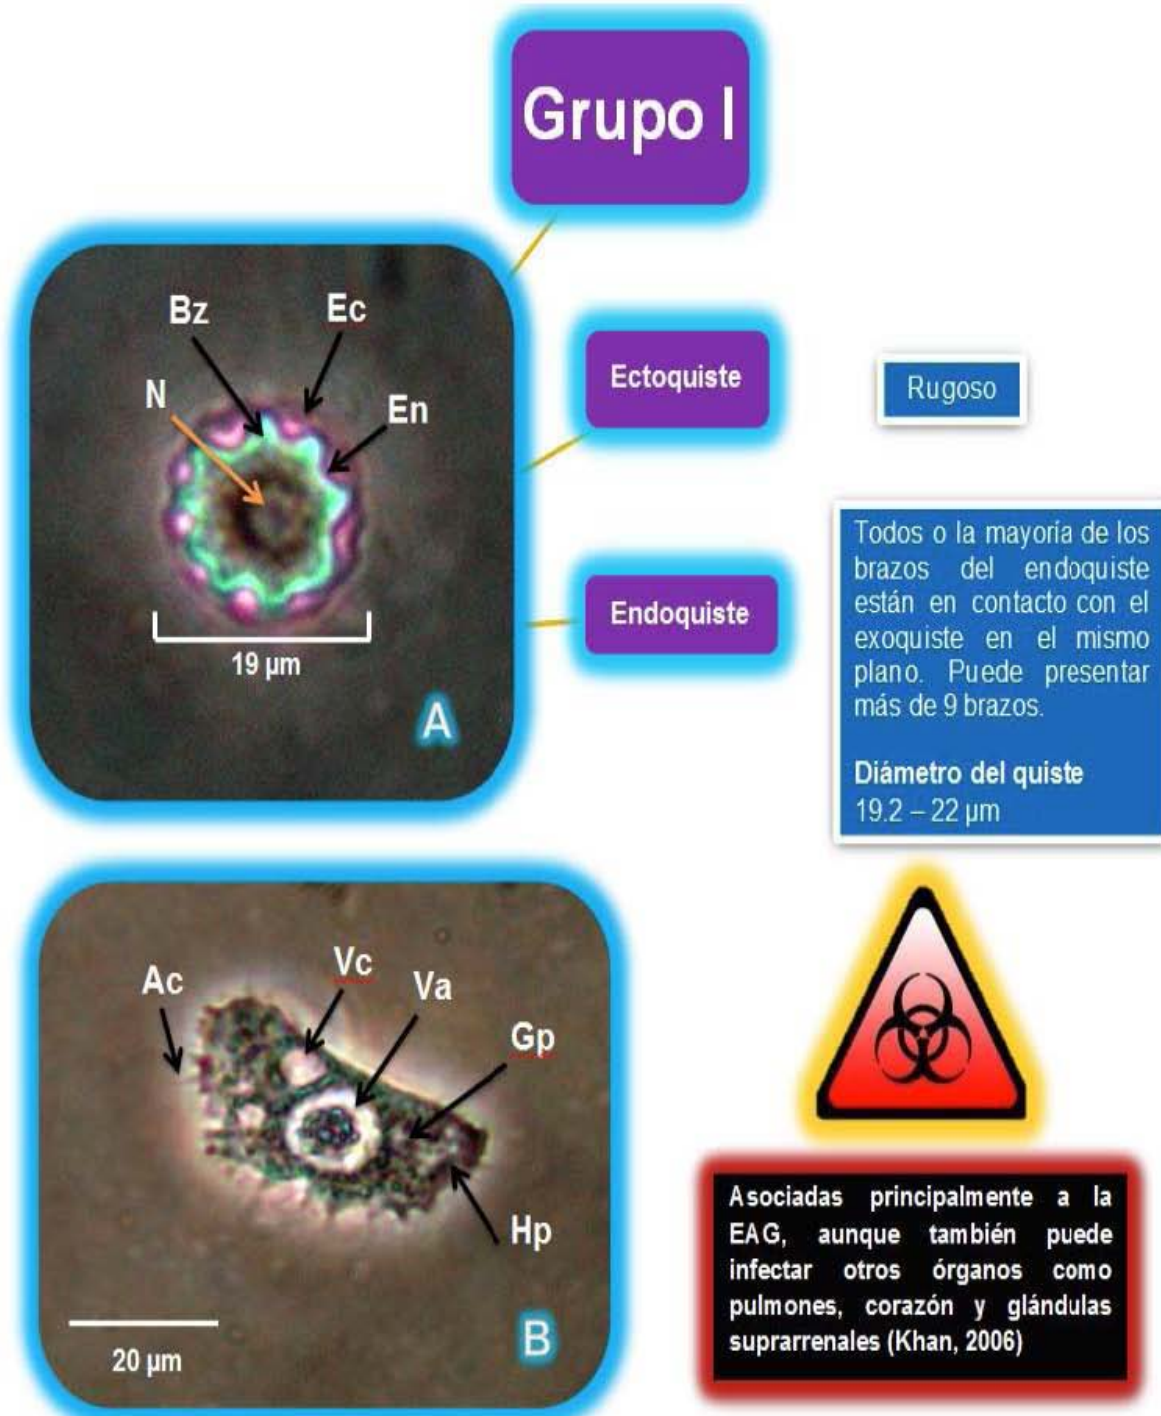 Grupo I
Bz
Ec
N
En
19 µm
A
Ectoquiste
Rugoso
Endoquiste
Todos o la mayoría de los
brazos del endoquiste
están en contacto con el
exoquiste en el mismo
plano. Puede presentar
más de 9 brazos.
Diámetro del quiste
19.2 – 22 µm
Ac
Vc
Va
Gp
Hp
20 µm
B
Asociadas principalmente a la
EAG, aunque también puede
infectar otros órganos como
pulmones, corazón y glándulas
suprarrenales (Khan, 2006)